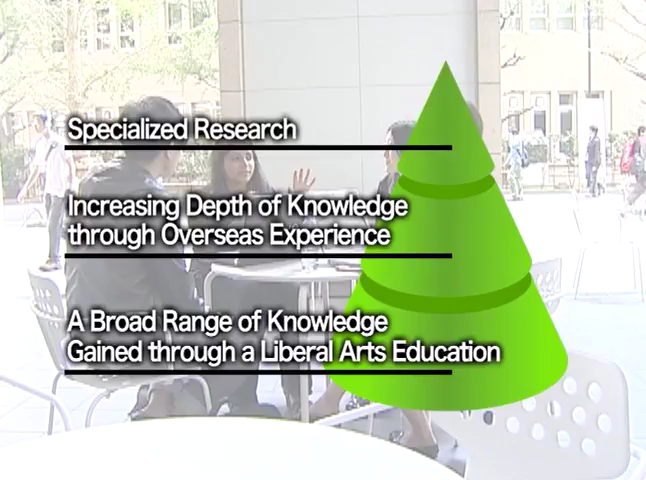 Specialized Research
Increasing Depth of Knowledge
through Overseas Experience
A Broad Range of Knowledge
Gained through a Liberal Arts Education